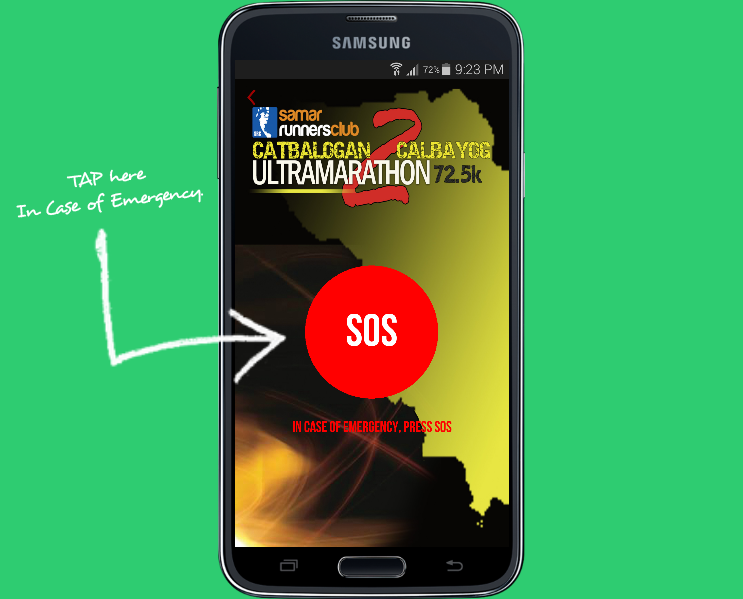 SAMSUNG
72% 9:23 PM
samar
runnersclub
CATBALOGAN 2 CALBAYOG
ULTRAMARATHON 72.5k
TAP here
In Case of Emergency
SOS
IN CASE OF EMERGENCY, PRESS SOS